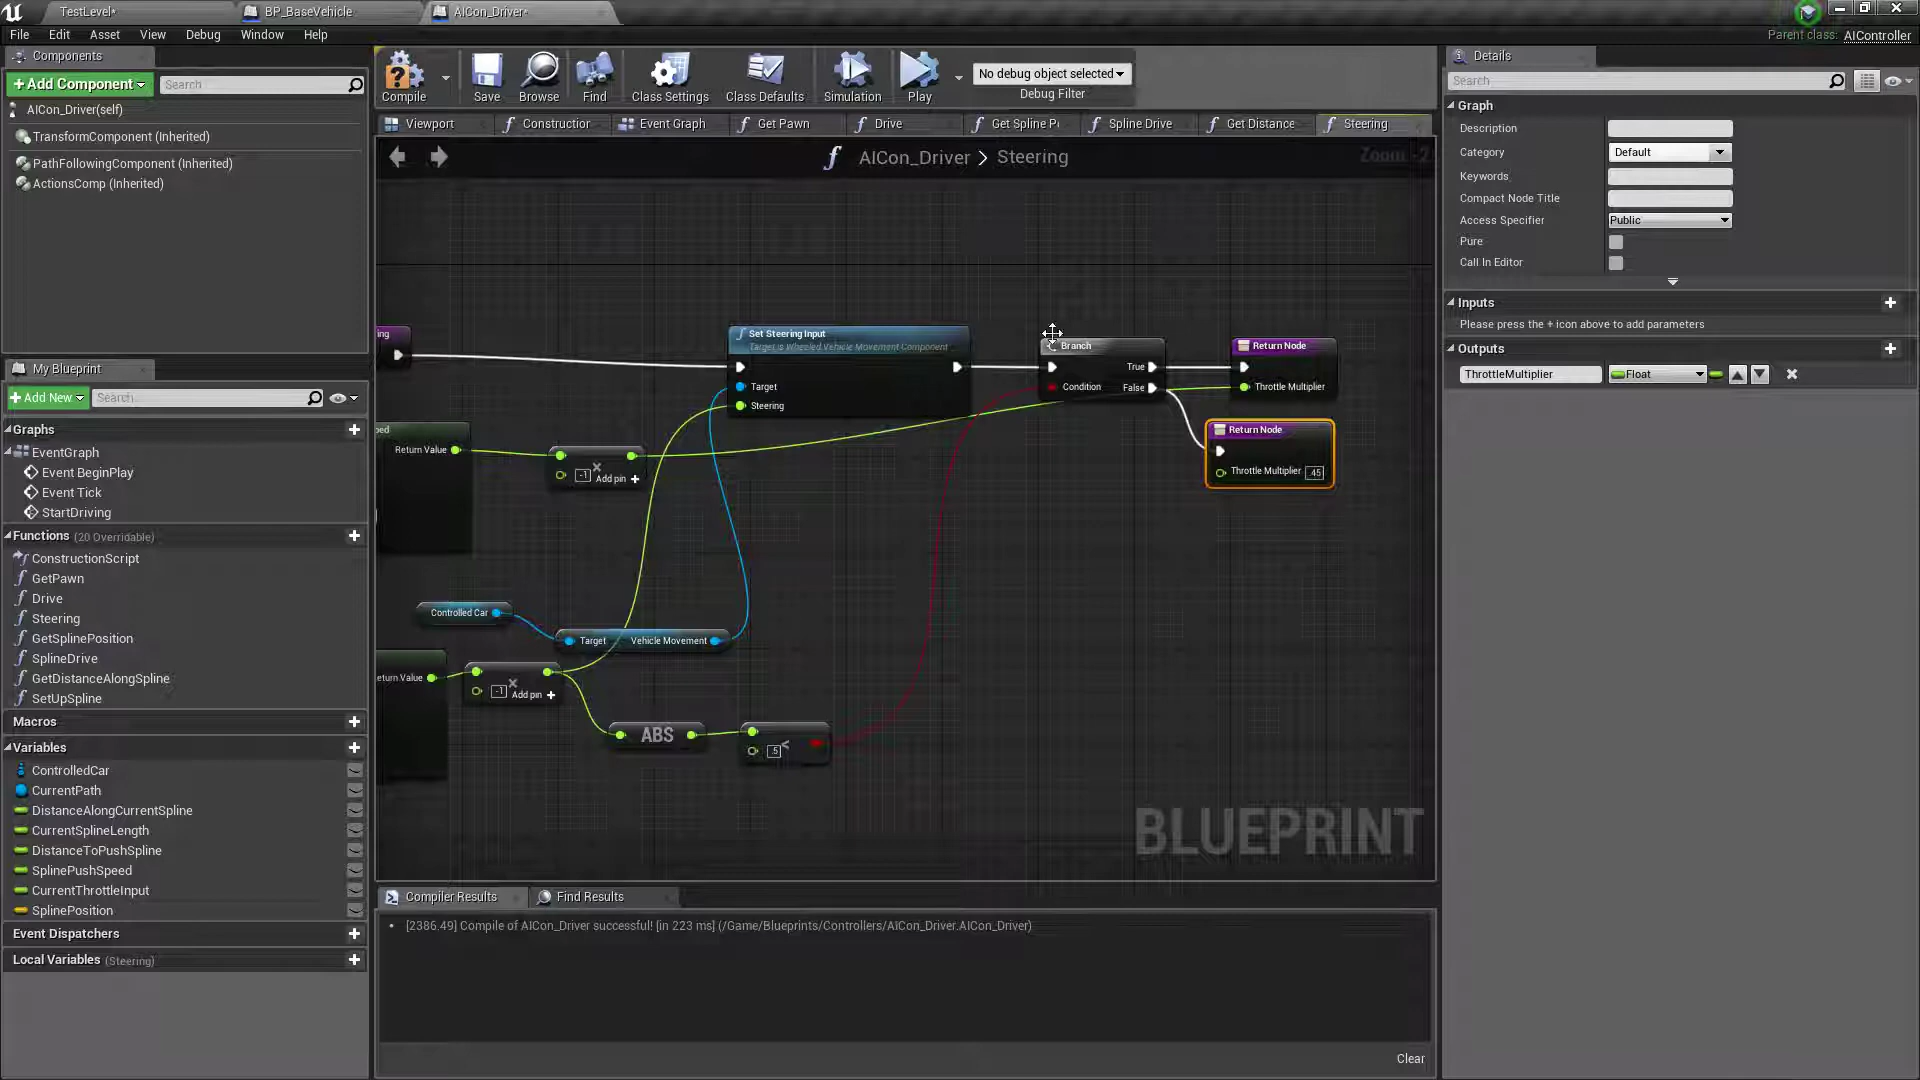 TestLevel*
BP_BaseVehicle
AICon_Driver*
File Edit Asset View Debug Window Help
Parent class: AIController
Components
+Add Component
Search
AICon_Driver(self)
TransformComponent (Inherited)
PathFollowingComponent (Inherited)
ActionsComp (Inherited)
My Blueprint
+Add New
Search
Graphs
EventGraph
Event BeginPlay
Event Tick
StartDriving
Functions (20 Overridable)
ConstructionScript
GetPawn
Drive
Steering
GetSplinePosition
SplineDrive
GetDistanceAlongSpline
SetUpSpline
Macros
Variables
ControlledCar
CurrentPath
DistanceAlongCurrentSpline
CurrentSplineLength
DistanceToPushSpline
SplinePushSpeed
CurrentThrottleInput
SplinePosition
Event Dispatchers
Local Variables (Steering)
Compile
Save
Browse
Find
Class Settings
Class Defaults
Simulation
Play
No debug object selected
Debug Filter
Viewport
Constructior
Event Graph
Get Pawn
Drive
Get Spline P
Spline Drive
Get Distance
Steering
AICon_Driver > Steering
Zoom -2
ing
Set Steering Input
Target is Wheeled Vehicle Movement Component
Target
Steering
Branch
True
Condition
False
Return Node
Throttle Multiplier
Return Node
Throttle Multiplier .45
ped
Return Value
-1
Add pin +
Controlled Car
Target Vehicle Movement
eturn Value
-1
Add pin +
ABS
.5 <
BLUEPRINT
Compiler Results
Find Results
[2386.49] Compile of AICon_Driver successful! [in 223 ms] (/Game/Blueprints/Controllers/AICon_Driver.AICon_Driver)
Clear
Details
Search
Graph
Description
Category Default
Keywords
Compact Node Title
Access Specifier Public
Pure
Call In Editor
Inputs
Please press the + icon above to add parameters
Outputs
ThrottleMultiplier Float